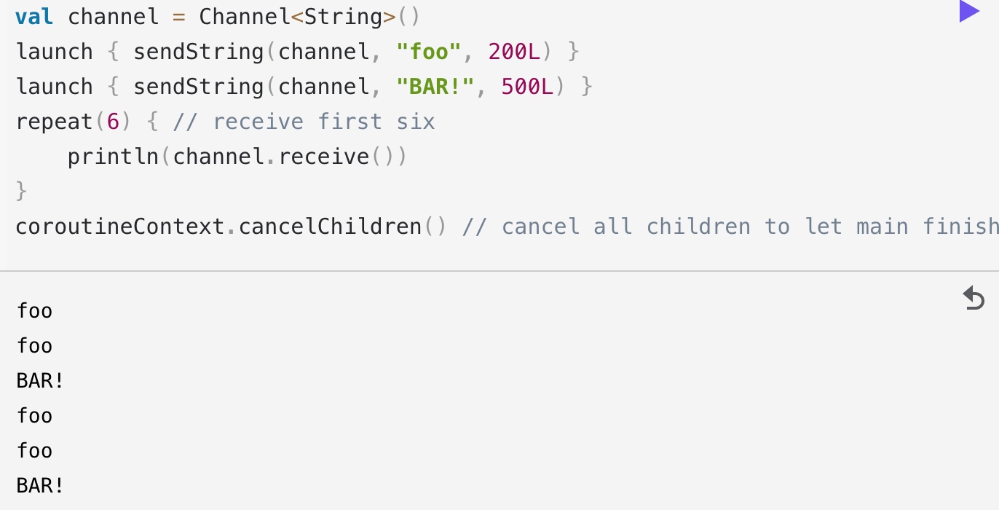 val channel = Channel<String>()
launch { sendString(channel, "foo", 200L) }
launch { sendString(channel, "BAR!", 500L) }
repeat(6) { // receive first six
    println(channel.receive())
}
coroutineContext.cancelChildren() // cancel all children to let main finish
foo
foo
BAR!
foo
foo
BAR!